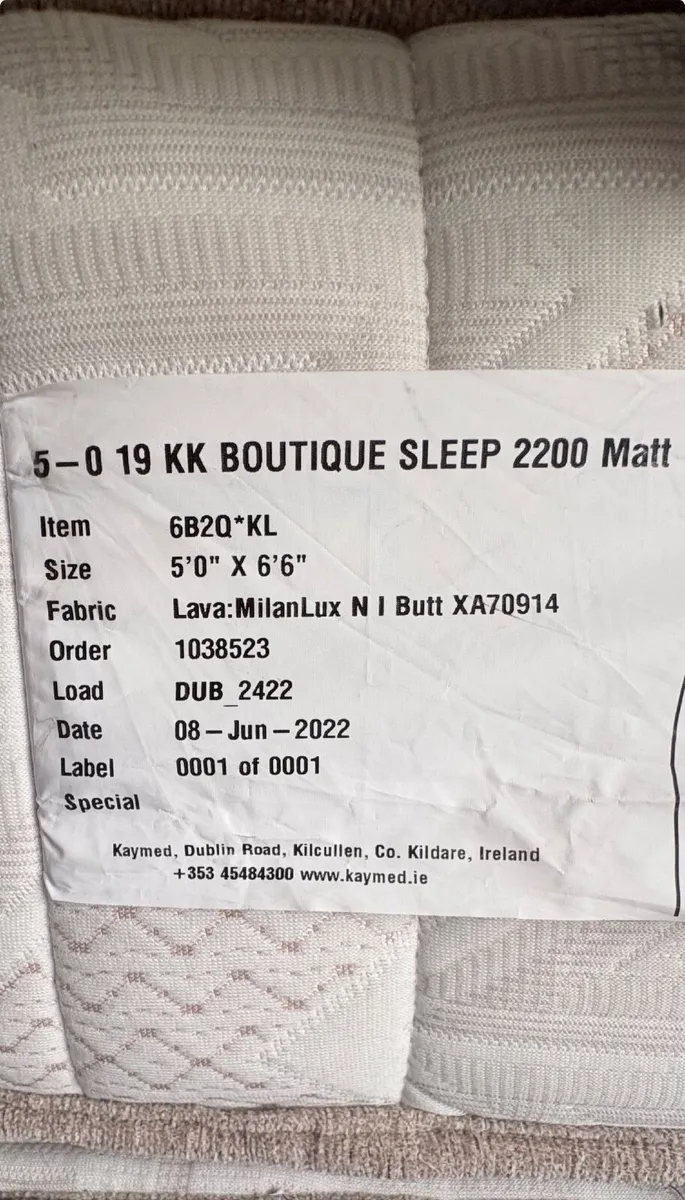 5-0 19 KK BOUTIQUE SLEEP 2200 Matt
Item 6B2Q*KL
Size 5'0" X 6'6"
Fabric Lava:MilanLux N I Butt XA70914
Order 1038523
Load DUB_2422
Date 08-Jun-2022
Label 0001 of 0001
Special
Kaymed, Dublin Road, Kilcullen, Co. Kildare, Ireland
+353 45484300 www.kaymed.ie